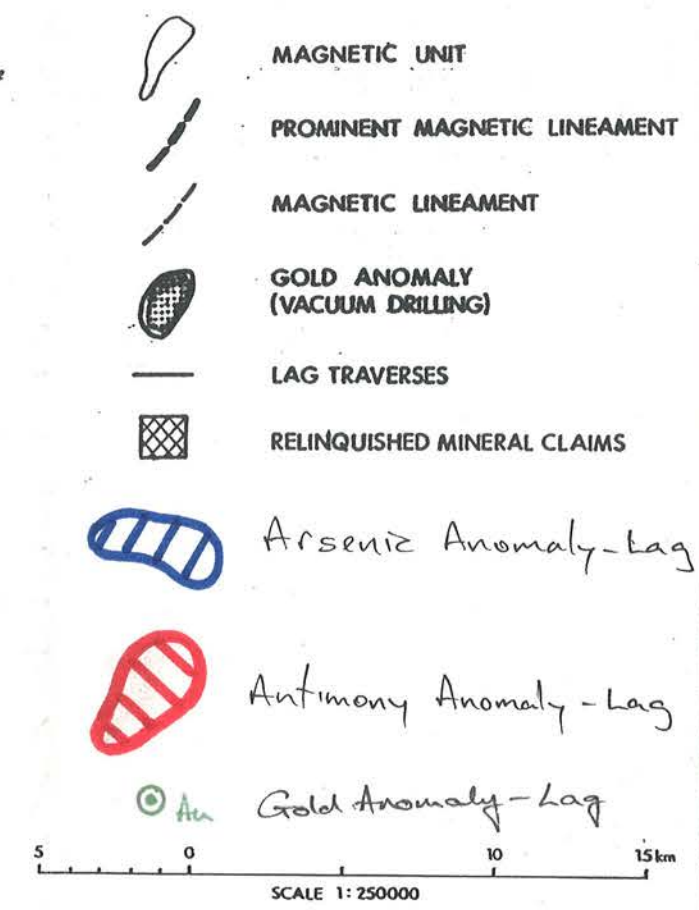 MAGNETIC UNIT
PROMINENT MAGNETIC LINEAMENT
MAGNETIC LINEAMENT
GOLD ANOMALY
(VACUUM DRILLING)
LAG TRAVERSES
RELINQUISHED MINERAL CLAIMS
Arsenic Anomaly-Lag
Antimony Anomaly-Lag
Au Gold Anomaly-Lag
5 0 10 15km
SCALE 1:250000